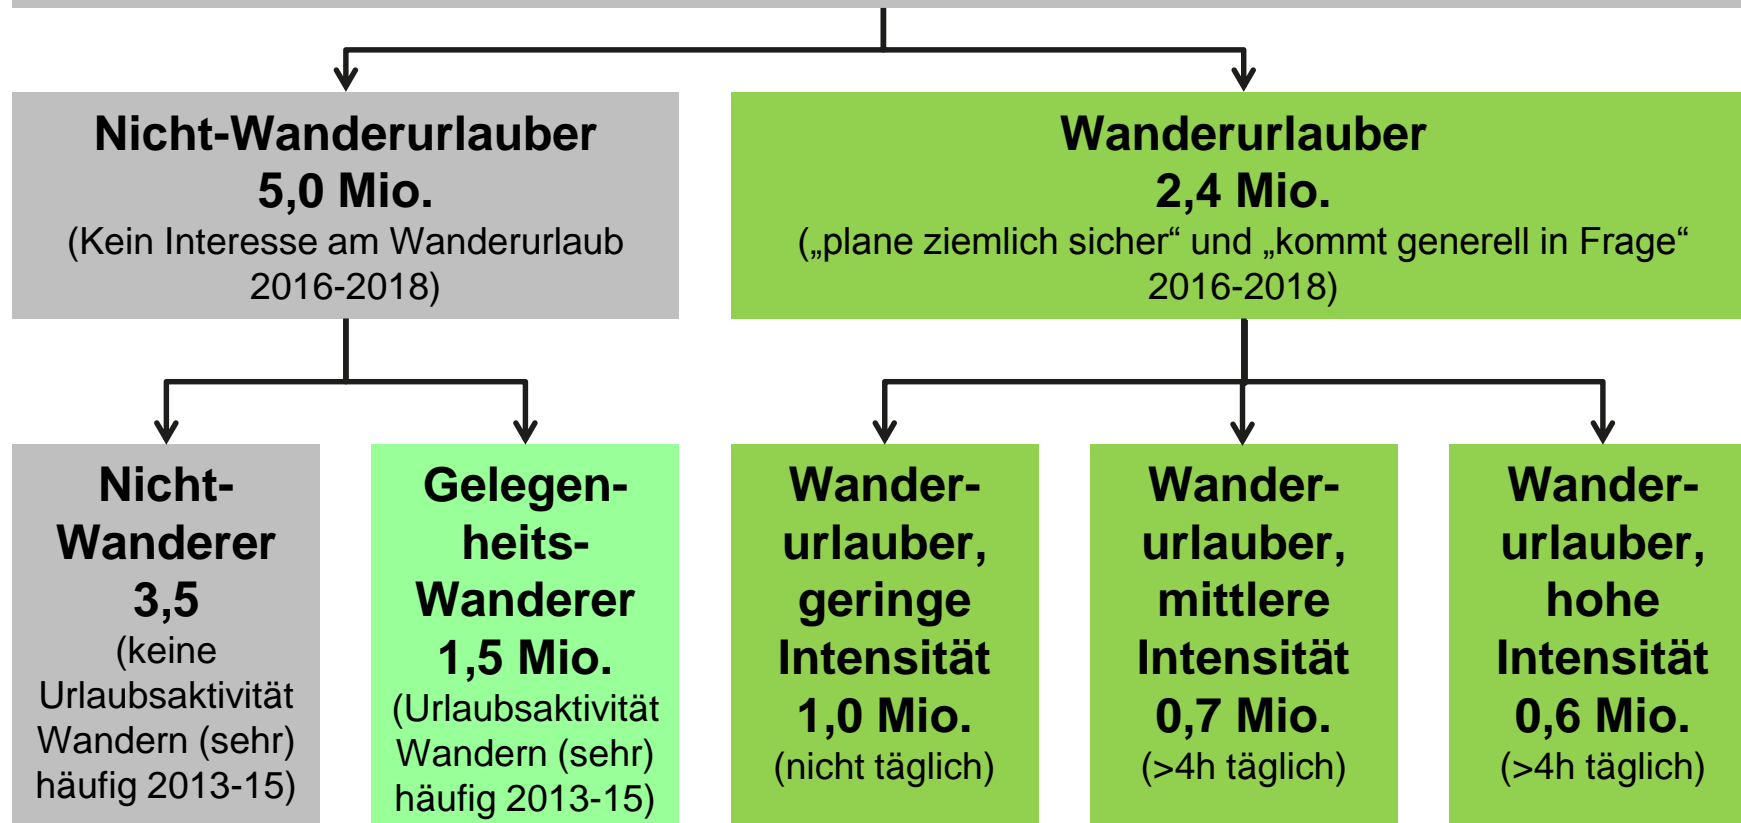 Nicht-Wanderurlauber
5,0 Mio.
(Kein Interesse am Wanderurlaub
2016-2018)
Wanderurlauber
2,4 Mio.
(„plane ziemlich sicher“ und „kommt generell in Frage“
2016-2018)
Nicht-
Wanderer
3,5
(keine
Urlaubsaktivität
Wandern (sehr)
häufig 2013-15)
Gelegen-
heits-
Wanderer
1,5 Mio.
(Urlaubsaktivität
Wandern (sehr)
häufig 2013-15)
Wander-
urlauber,
geringe
Intensität
1,0 Mio.
(nicht täglich)
Wander-
urlauber,
mittlere
Intensität
0,7 Mio.
(>4h täglich)
Wander-
urlauber,
hohe
Intensität
0,6 Mio.
(>4h täglich)